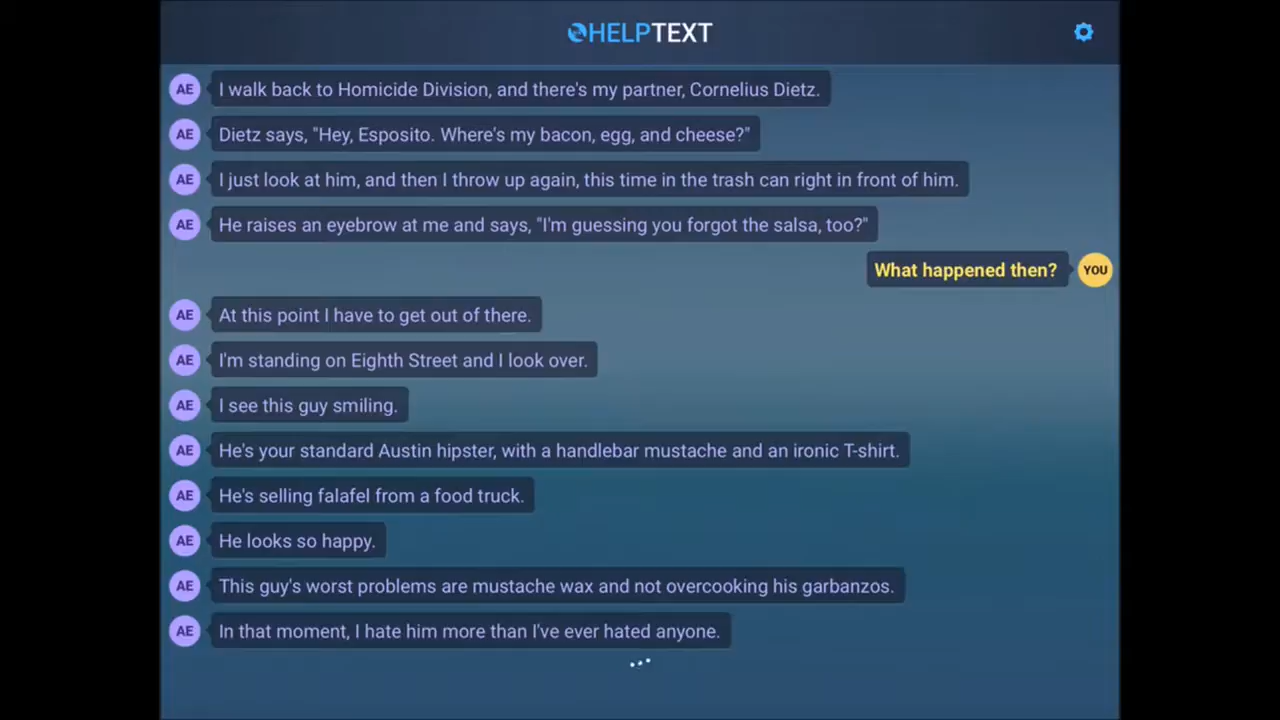 HELPTEXT
AE I walk back to Homicide Division, and there's my partner, Cornelius Dietz.
AE Dietz says, "Hey, Esposito. Where's my bacon, egg, and cheese?"
AE I just look at him, and then I throw up again, this time in the trash can right in front of him.
AE He raises an eyebrow at me and says, "I'm guessing you forgot the salsa, too?"
What happened then? YOU
AE At this point I have to get out of there.
AE I'm standing on Eighth Street and I look over.
AE I see this guy smiling.
AE He's your standard Austin hipster, with a handlebar mustache and an ironic T-shirt.
AE He's selling falafel from a food truck.
AE He looks so happy.
AE This guy's worst problems are mustache wax and not overcooking his garbanzos.
AE In that moment, I hate him more than I've ever hated anyone.